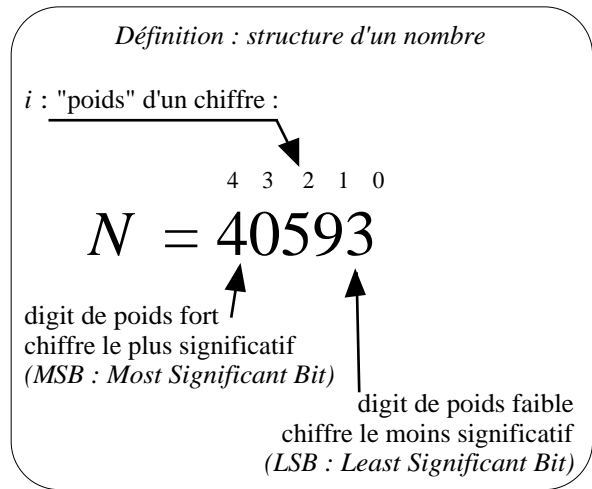 Définition : structure d'un nombre
i : "poids" d'un chiffre :
4 3 2 1 0
N = 40593
digit de poids fort
chiffre le plus significatif
(MSB : Most Significant Bit)
digit de poids faible
chiffre le moins significatif
(LSB : Least Significant Bit)